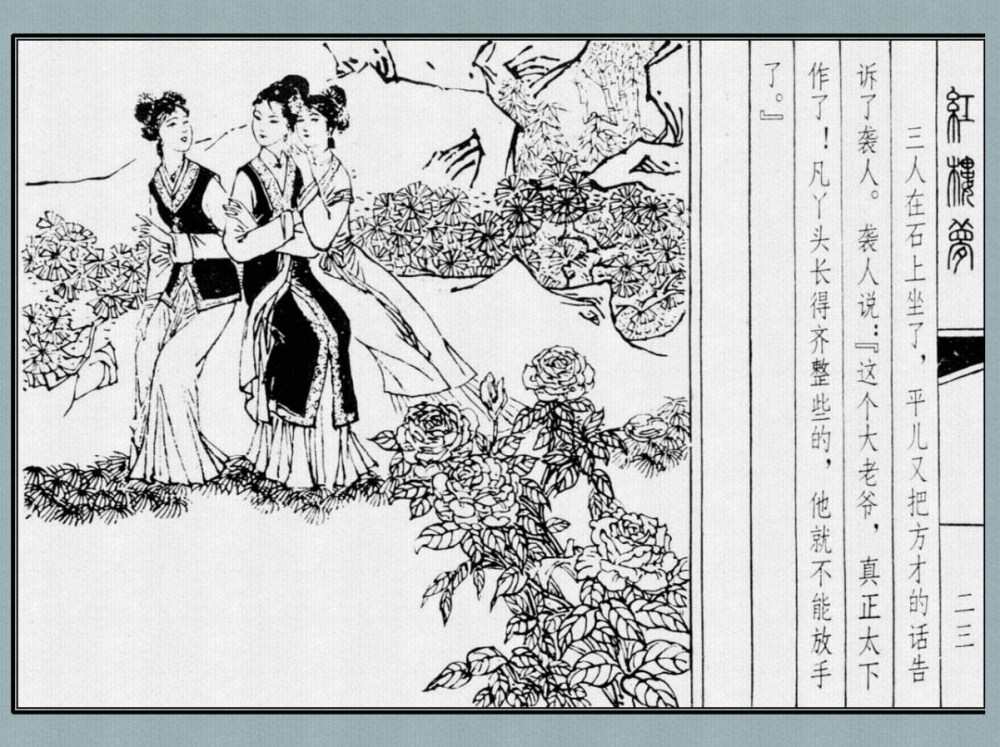 紅樓夢
二三
三人在石上坐了，平儿又把方才的话告
诉了袭人。袭人说：『这个大老爷，真正太下
作了！凡丫头长得齐整些的，他就不能放手
了。』